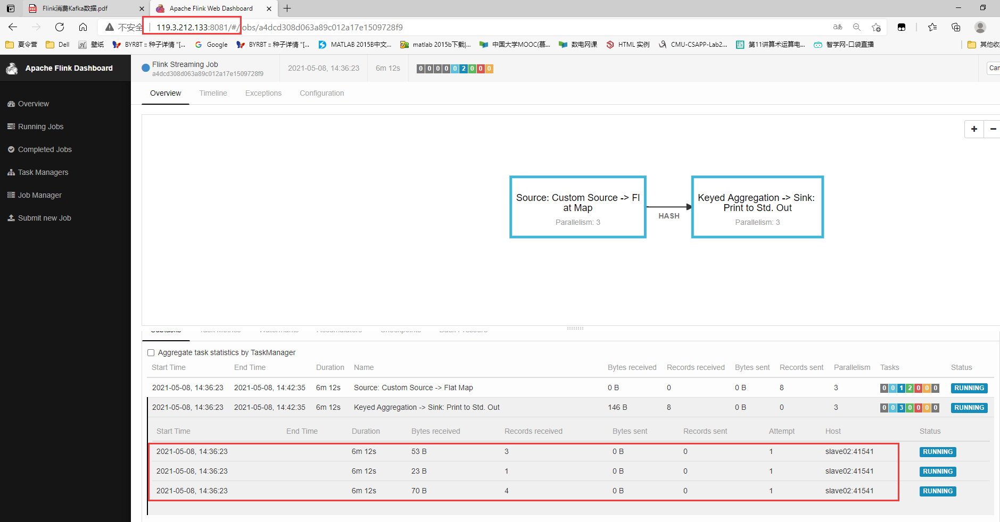 Flink消费Kafka数据.pdf
Apache Flink Web Dashboard
不安全 119.3.212.133:8081/#/jobs/a4dcd308d063a89c012a17e1509728f9
夏令营 Dell 壁纸 BYRBT :: 种子详情 "[... Google BYRBT :: 种子详情 "[... MATLAB 2015B中文... matlab 2015b下载|... 中国大学MOOC(慕... 数电网课 HTML 实例 CMU-CSAPP-Lab2... 第11讲算术运算电... 智学网-口袋直播 其他收
Apache Flink Dashboard
Overview
Running Jobs
Completed Jobs
Task Managers
Job Manager
Submit new Job
Flink Streaming Job
a4dcd308d063a89c012a17e1509728f9
2021-05-08, 14:36:23 6m 12s 0 0 0 0 0 2 0 0 0 Can
Overview Timeline Exceptions Configuration
+ −
Source: Custom Source -> Fl
at Map
Parallelism: 3
HASH
Keyed Aggregation -> Sink:
Print to Std. Out
Parallelism: 3
Subtasks Task Metrics Watermarks Accumulators Checkpoints Back Pressure
Aggregate task statistics by TaskManager
Start Time End Time Duration Name Bytes received Records received Bytes sent Records sent Parallelism Tasks Status
2021-05-08, 14:36:23 2021-05-08, 14:42:35 6m 12s Source: Custom Source -> Flat Map 0 B 0 0 B 8 3 0 0 1 2 0 0 0 RUNNING
2021-05-08, 14:36:23 2021-05-08, 14:42:35 6m 12s Keyed Aggregation -> Sink: Print to Std. Out 146 B 8 0 B 0 3 0 0 3 0 0 0 0 RUNNING
Start Time End Time Duration Bytes received Records received Bytes sent Records sent Attempt Host Status
2021-05-08, 14:36:23 6m 12s 53 B 3 0 B 0 1 slave02:41541 RUNNING
2021-05-08, 14:36:23 6m 12s 23 B 1 0 B 0 1 slave02:41541 RUNNING
2021-05-08, 14:36:23 6m 12s 70 B 4 0 B 0 1 slave02:41541 RUNNING